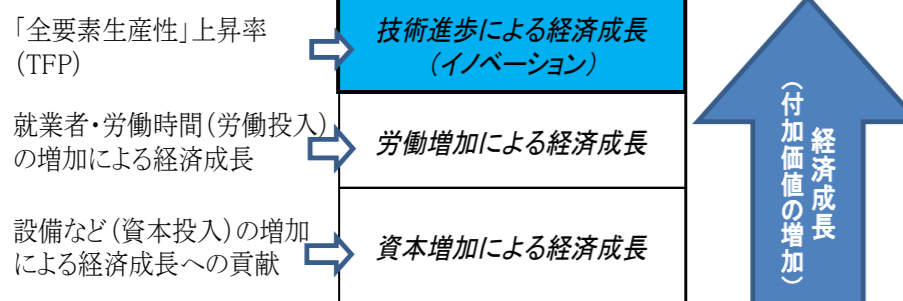 「全要素生産性」上昇率
(TFP)
技術進歩による経済成長
(イノベーション)
就業者・労働時間(労働投入)
の増加による経済成長
労働増加による経済成長
設備など(資本投入)の増加
による経済成長への貢献
資本増加による経済成長
経済成長
(付加価値の増加)